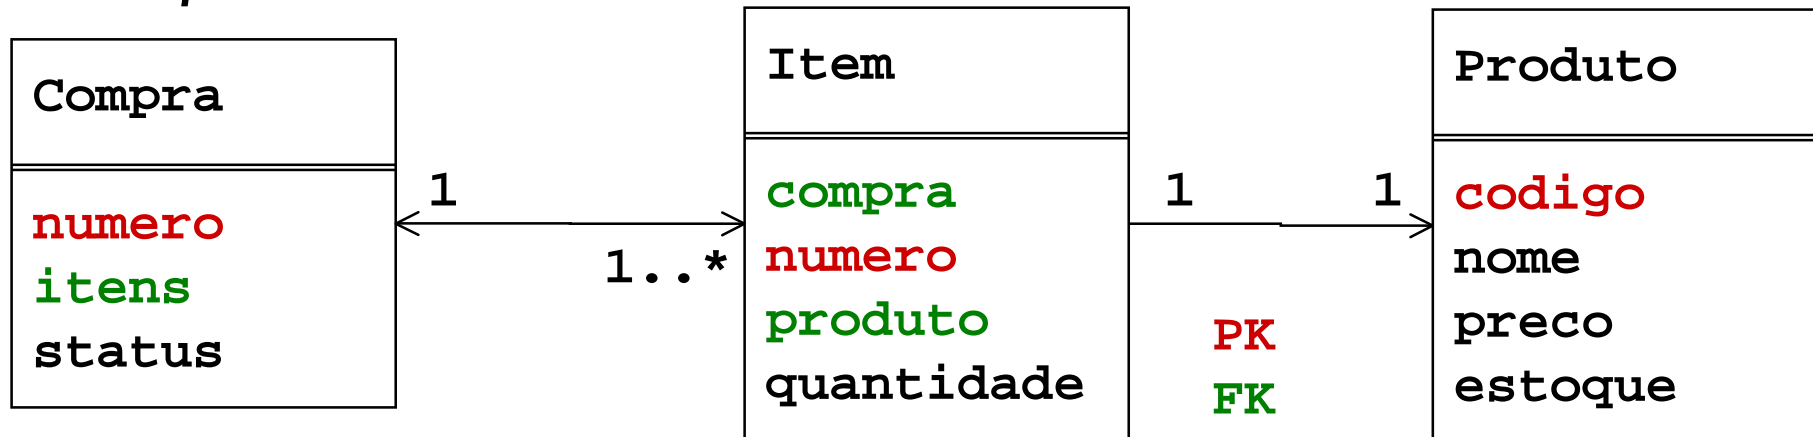 Compra
numero
itens
status
1
1..*
Item
compra
numero
produto
quantidade
1
1
PK
FK
Produto
codigo
nome
preco
estoque